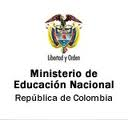 Libertad y Orden
Ministerio de
Educación Nacional
República de Colombia